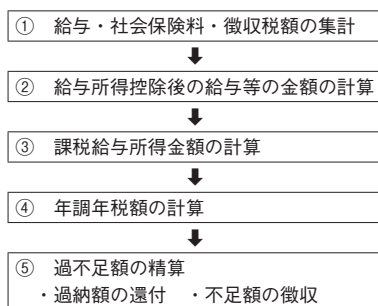 ① 給与・社会保険料・徴収税額の集計
⬇
② 給与所得控除後の給与等の金額の計算
⬇
③ 課税給与所得金額の計算
⬇
④ 年調年税額の計算
⬇
⑤ 過不足額の精算
・過納額の還付 ・不足額の徴収